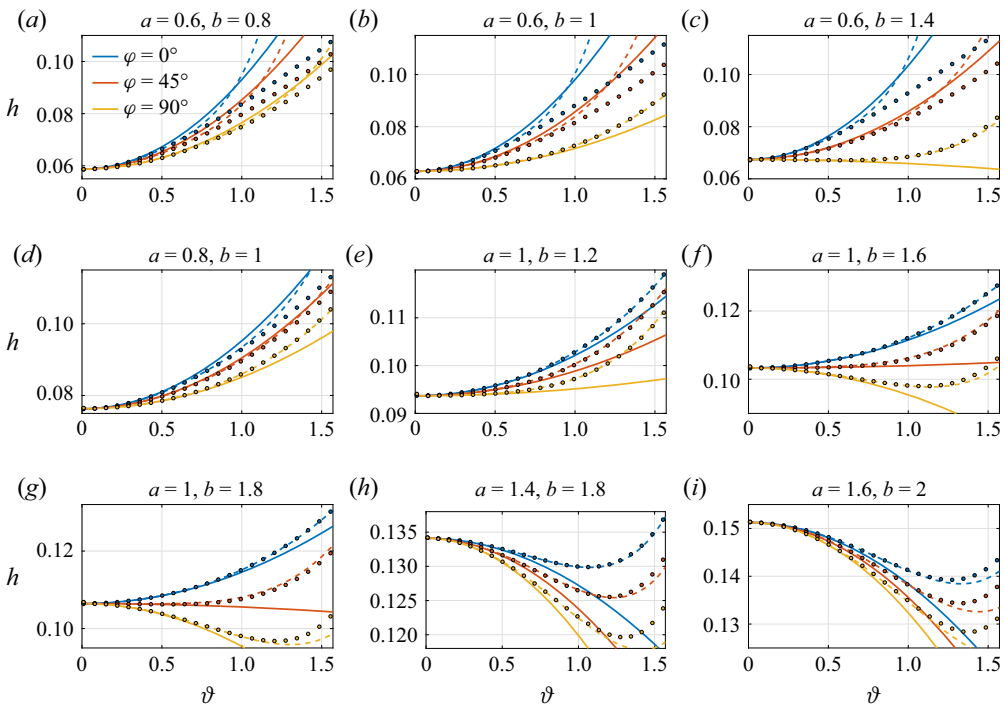 (a) a = 0.6, b = 0.8
(b) a = 0.6, b = 1
(c) a = 0.6, b = 1.4
h
0.10
0.08
0.06
φ = 0°
φ = 45°
φ = 90°
0 0.5 1.0 1.5
0.10
0.08
0.06
0 0.5 1.0 1.5
0.10
0.08
0.06
0 0.5 1.0 1.5
(d) a = 0.8, b = 1
(e) a = 1, b = 1.2
(f) a = 1, b = 1.6
h
0.10
0.08
0 0.5 1.0 1.5
0.11
0.10
0.09
0 0.5 1.0 1.5
0.12
0.10
0 0.5 1.0 1.5
(g) a = 1, b = 1.8
(h) a = 1.4, b = 1.8
(i) a = 1.6, b = 2
h
0.12
0.10
0 0.5 1.0 1.5
ϑ
0.135
0.130
0.125
0.120
0 0.5 1.0 1.5
ϑ
0.15
0.14
0.13
0 0.5 1.0 1.5
ϑ